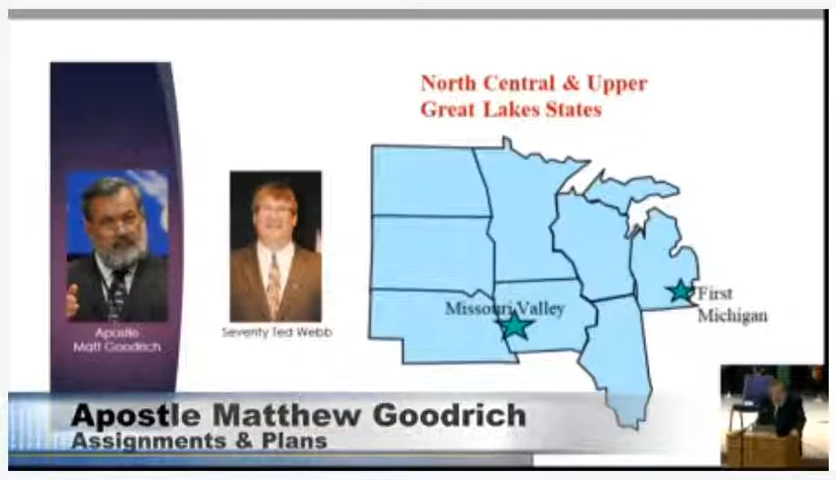 North Central & Upper
Great Lakes States
Missouri Valley
First
Michigan
Apostle
Matt Goodrich
Seventy Ted Webb
Apostle Matthew Goodrich
Assignments & Plans